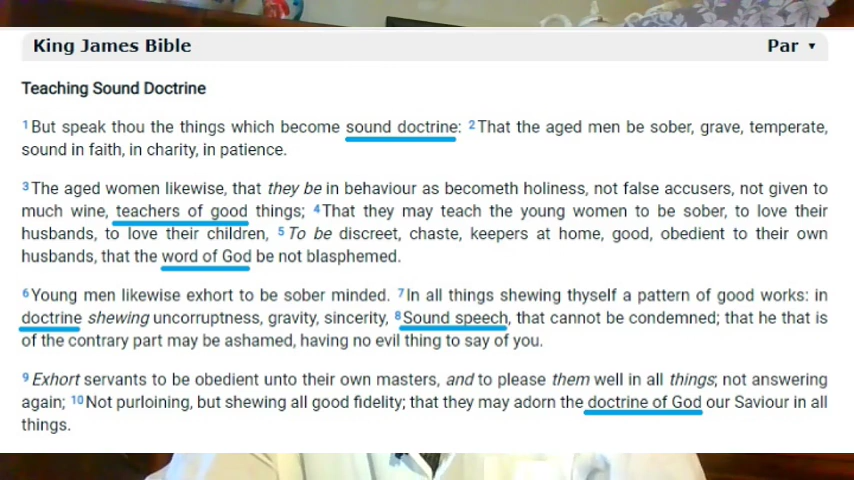 King James Bible
Par ▼
Teaching Sound Doctrine
1 But speak thou the things which become sound doctrine: 2 That the aged men be sober, grave, temperate,
sound in faith, in charity, in patience.
3 The aged women likewise, that they be in behaviour as becometh holiness, not false accusers, not given to
much wine, teachers of good things; 4 That they may teach the young women to be sober, to love their
husbands, to love their children, 5 To be discreet, chaste, keepers at home, good, obedient to their own
husbands, that the word of God be not blasphemed.
6 Young men likewise exhort to be sober minded. 7 In all things shewing thyself a pattern of good works: in
doctrine shewing uncorruptness, gravity, sincerity, 8 Sound speech, that cannot be condemned; that he that is
of the contrary part may be ashamed, having no evil thing to say of you.
9 Exhort servants to be obedient unto their own masters, and to please them well in all things; not answering
again; 10 Not purloining, but shewing all good fidelity; that they may adorn the doctrine of God our Saviour in all
things.